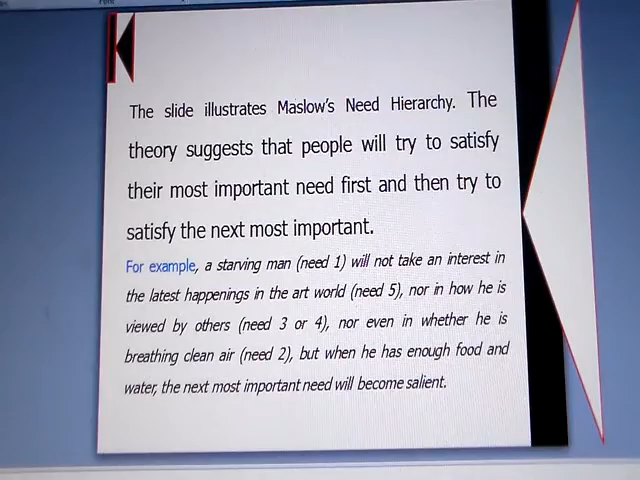 The slide illustrates Maslow's Need Hierarchy. The
theory suggests that people will try to satisfy
their most important need first and then try to
satisfy the next most important.
For example, a starving man (need 1) will not take an interest in
the latest happenings in the art world (need 5), nor in how he is
viewed by others (need 3 or 4), nor even in whether he is
breathing clean air (need 2), but when he has enough food and
water, the next most important need will become salient.